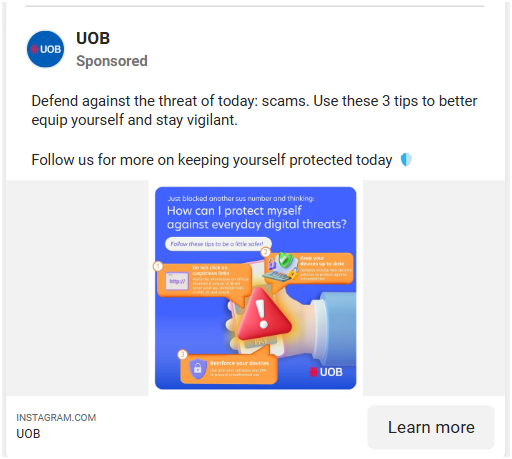 UOB
UOB
Sponsored
Defend against the threat of today: scams. Use these 3 tips to better
equip yourself and stay vigilant.
Follow us for more on keeping yourself protected today
Just blocked another sus number and thinking:
How can I protect myself
against everyday digital threats?
Follow these tips to be a little safer!
1
Do not click on
suspicious links
http://
2
Keep your
devices up to date
3
Reinforce your devices
UOB
INSTAGRAM.COM
UOB
Learn more